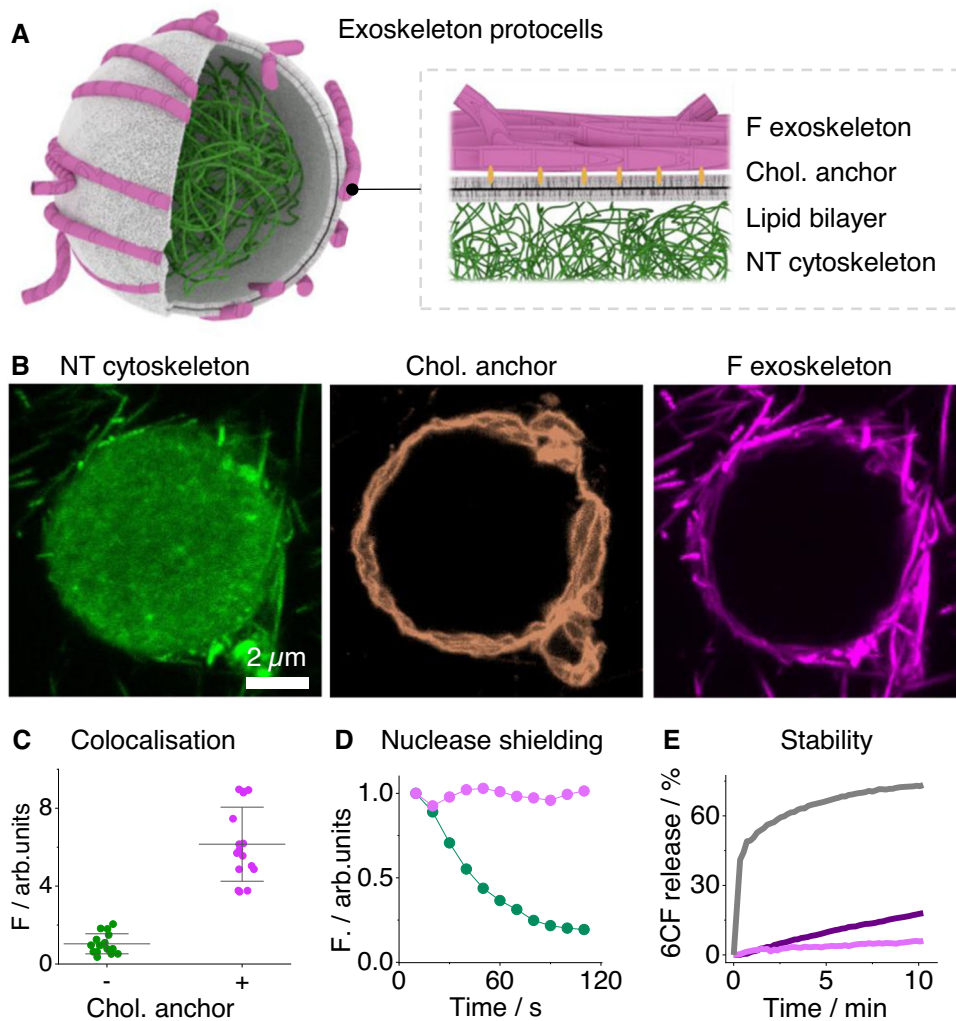 A
Exoskeleton protocells
F exoskeleton
Chol. anchor
Lipid bilayer
NT cytoskeleton
B
NT cytoskeleton
Chol. anchor
F exoskeleton
2 µm
C
Colocalisation
F / arb.units
8
4
0
-
+
Chol. anchor
D
Nuclease shielding
F. / arb.units
1.0
0.5
0.0
0
60
120
Time / s
E
Stability
6CF release / %
60
30
0
0
5
10
Time / min